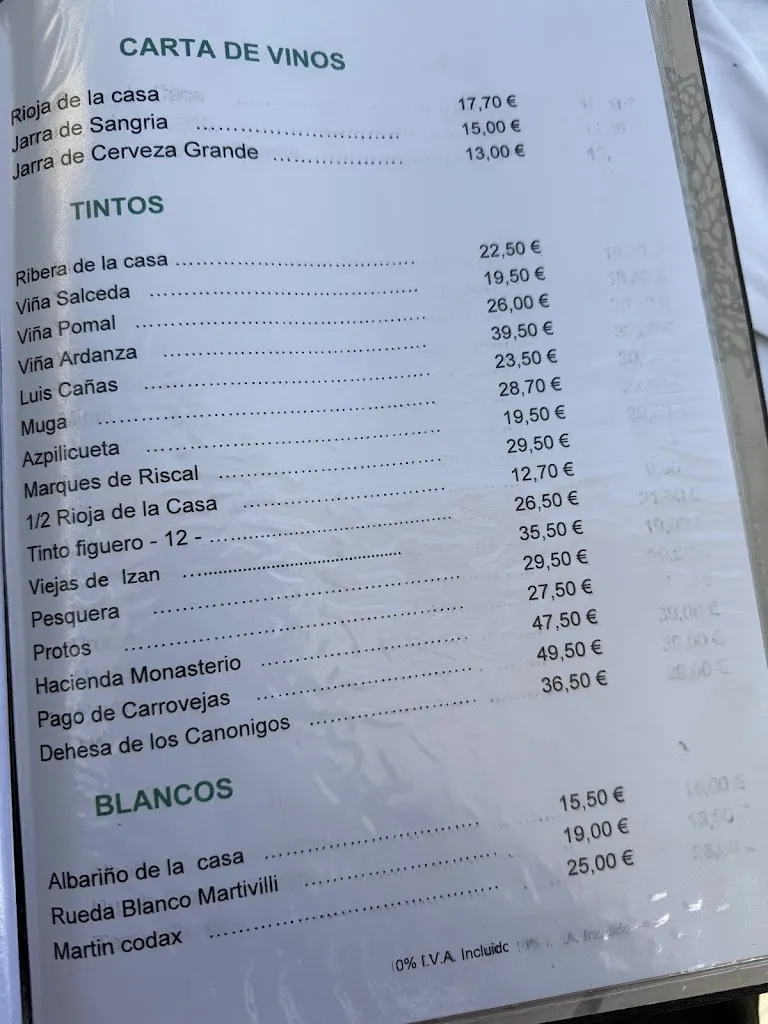 CARTA DE VINOS
Rioja de la casa 17,70 €
Jarra de Sangria .......................... 15,00 €
Jarra de Cerveza Grande ................. 13,00 €
TINTOS
Ribera de la casa ................................ 22,50 €
Viña Salceda .................................... 19,50 €
Viña Pomal ....................................... 26,00 €
Viña Ardanza ................................... 39,50 €
Luis Cañas ...................................... 23,50 €
Muga ............................................. 28,70 €
Azpilicueta ....................................... 19,50 €
Marques de Riscal ............................. 29,50 €
1/2 Rioja de la Casa .......................... 12,70 €
Tinto figuero - 12 - ................................ 26,50 €
Viejas de Izan ....................................... 35,50 €
Pesquera ......................................... 29,50 €
Protos ............................................. 27,50 €
Hacienda Monasterio ........................... 47,50 €
Pago de Carrovejas ............................ 49,50 €
Dehesa de los Canonigos ..................... 36,50 €
BLANCOS
Albariño de la casa .............................. 15,50 €
Rueda Blanco Martivilli ......................... 19,00 €
Martin codax ........................................ 25,00 €
0% I.V.A. Incluido